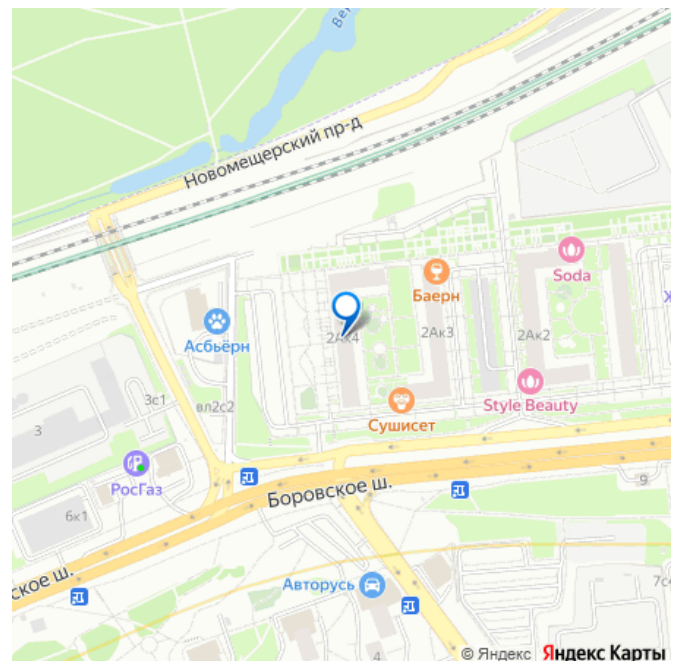 Вер
Новомещерский пр-д
Soda
Баерн
Ж
2Ак4
2Ак3
2Ак2
Асбьёрн
3с1
вл2с2
Style Beauty
Сушисет
3
РосГаз
Боровское ш.
9
6к1
ское ш.
Авторусь
7с
4
© Яндекс Яндекс Карты